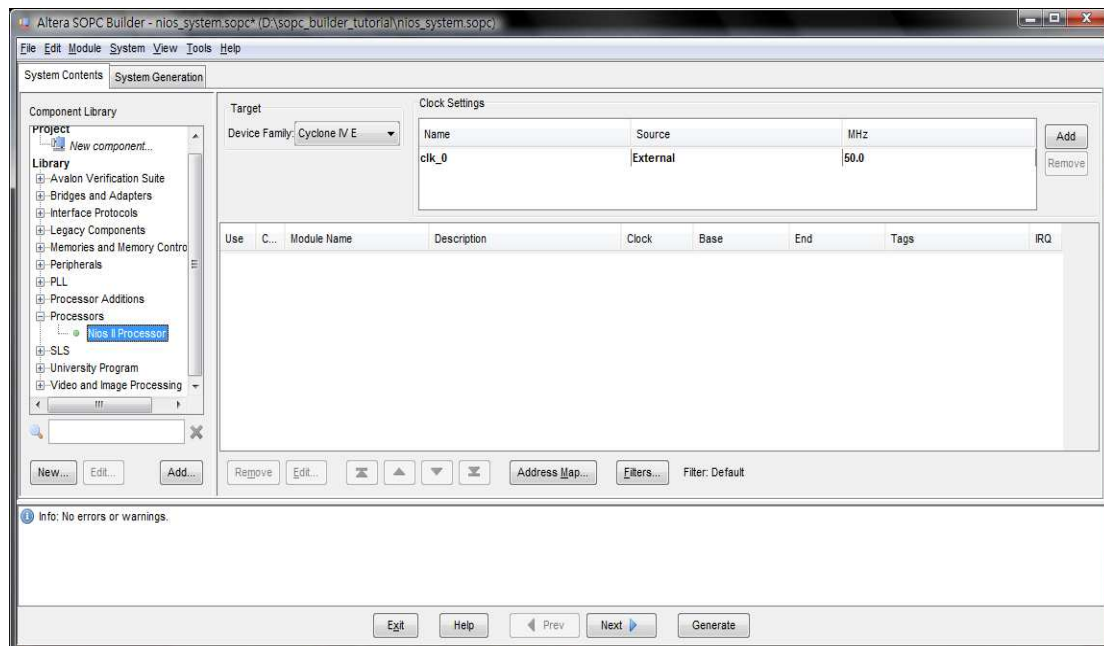 Altera SOPC Builder - nios_system.sopc* (D:\sopc_builder_tutorial\nios_system.sopc)
File Edit Module System View Tools Help
System Contents System Generation
Component Library
Project
New component...
Library
Avalon Verification Suite
Bridges and Adapters
Interface Protocols
Legacy Components
Memories and Memory Contro
Peripherals
PLL
Processor Additions
Processors
Nios II Processor
SLS
University Program
Video and Image Processing
New... Edit... Add...
Target
Device Family: Cyclone IV E
Clock Settings
Name Source MHz
clk_0 External 50.0
Add
Remove
Use C... Module Name Description Clock Base End Tags IRQ
Remove Edit... Address Map... Filters... Filter: Default
Info: No errors or warnings.
Exit Help Prev Next Generate